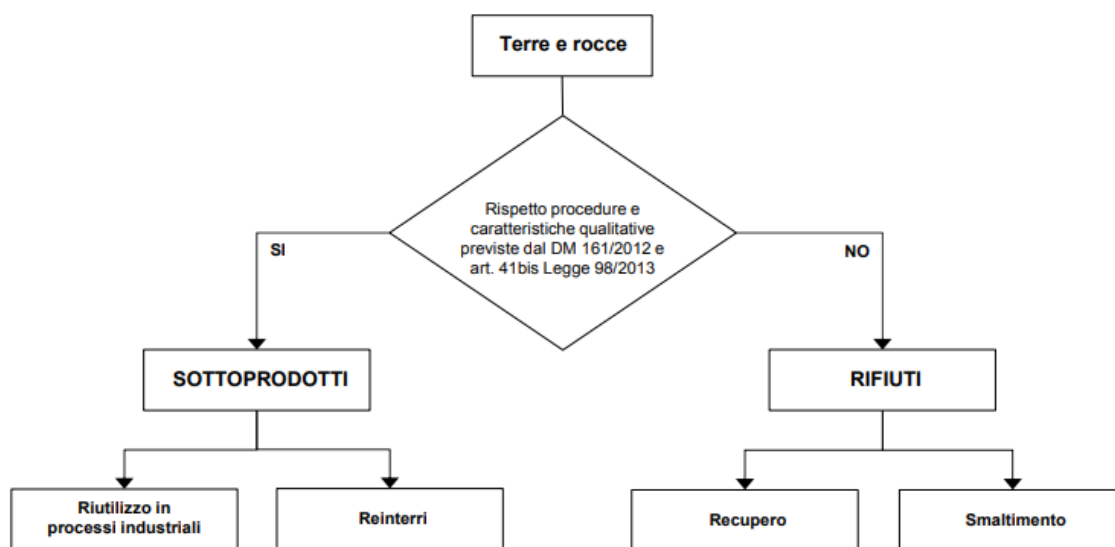 Terre e rocce
Rispetto procedure e
caratteristiche qualitative
previste dal DM 161/2012 e
art. 41bis Legge 98/2013
SI
NO
SOTTOPRODOTTI
RIFIUTI
Riutilizzo in
processi industriali
Reinterri
Recupero
Smaltimento